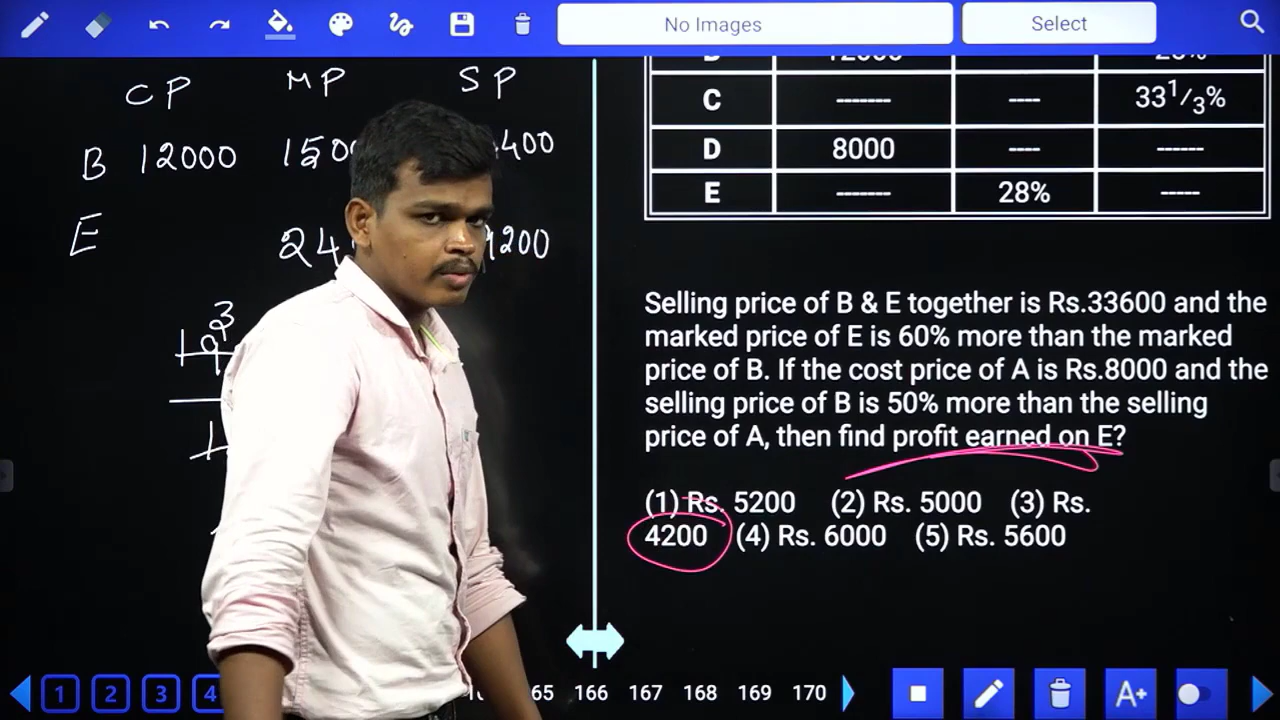 No Images
Select
CP MP SP
B 12000 400
E 200
C ------- ---- 33¹/₃%
D 8000 ---- ------
E ------- 28% -----
Selling price of B & E together is Rs.33600 and the
marked price of E is 60% more than the marked
price of B. If the cost price of A is Rs.8000 and the
selling price of B is 50% more than the selling
price of A, then find profit earned on E?
(1) Rs. 5200 (2) Rs. 5000 (3) Rs.
4200 (4) Rs. 6000 (5) Rs. 5600
1 2 3 4 65 166 167 168 169 170
A+